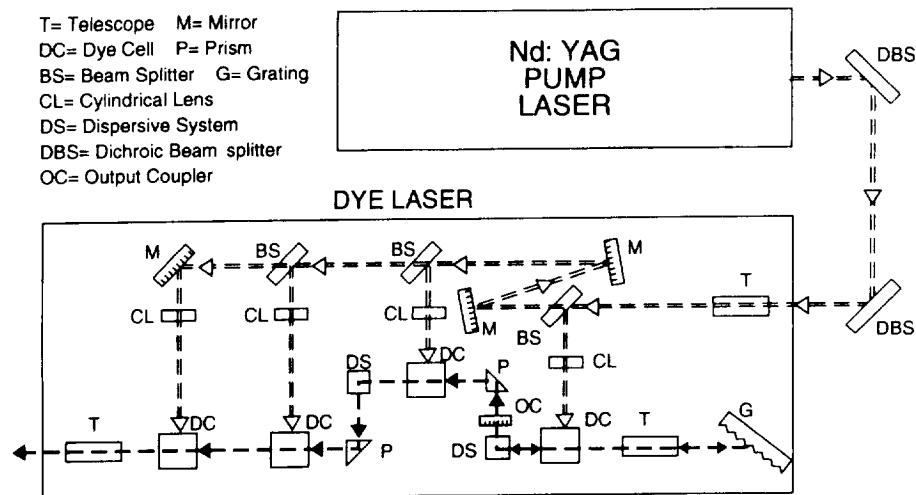 T= Telescope M= Mirror
DC= Dye Cell P= Prism
BS= Beam Splitter G= Grating
CL= Cylindrical Lens
DS= Dispersive System
DBS= Dichroic Beam splitter
OC= Output Coupler
Nd: YAG
PUMP
LASER
DBS
DYE LASER
M
BS
BS
M
T
DBS
CL
CL
CL
M
BS
DS
DC
P
CL
OC
T
DC
DC
P
DS
DC
T
G